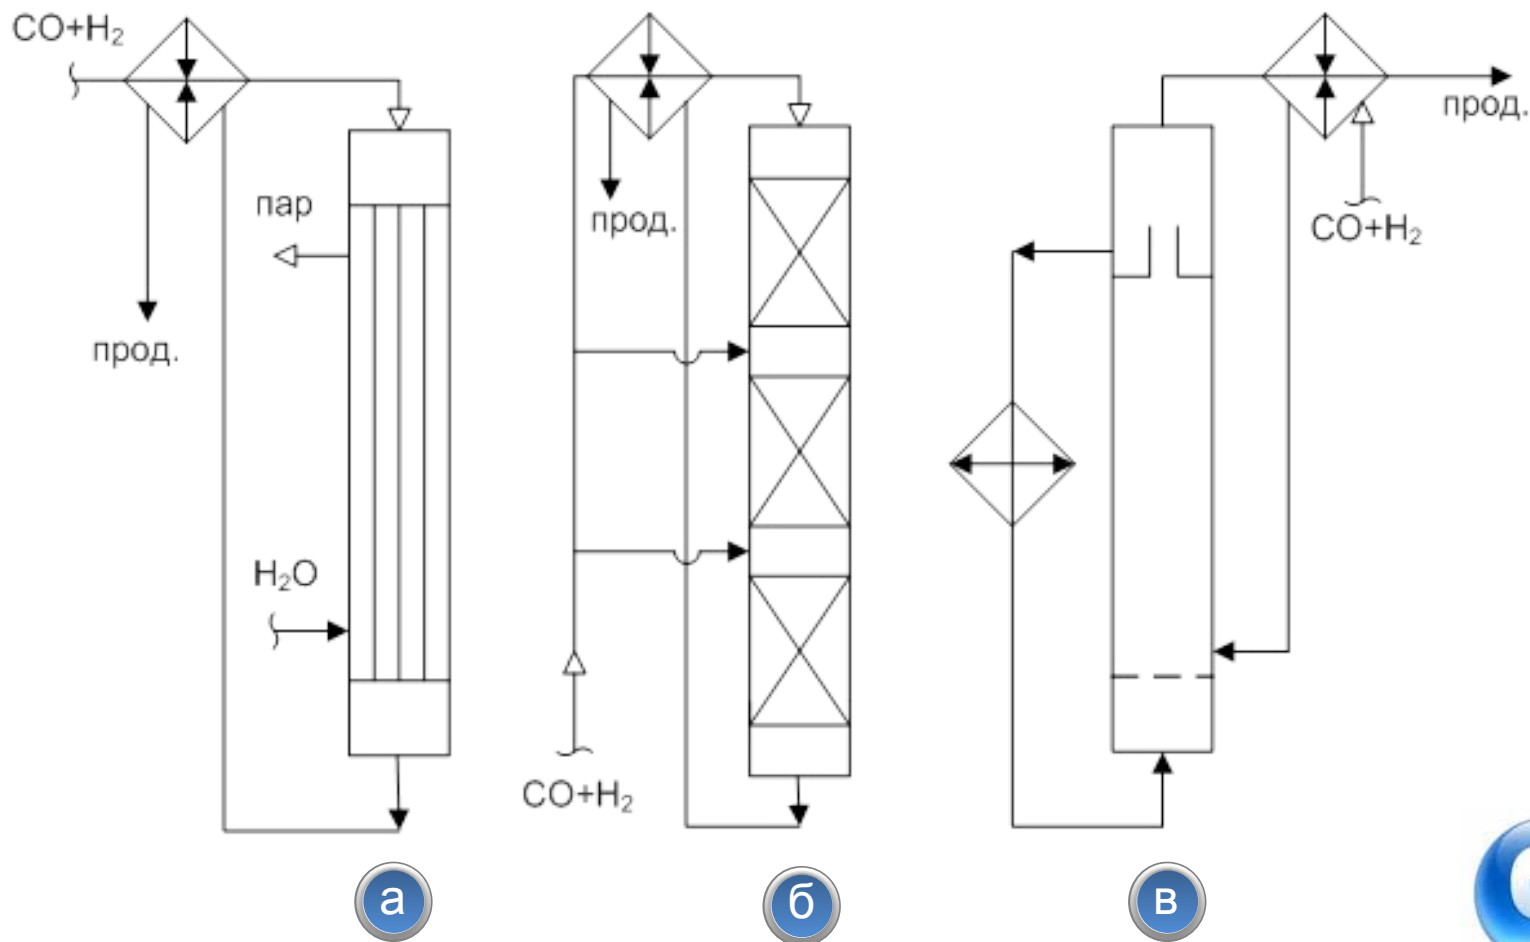 CO+H₂
пар
прод.
H₂O
а
прод.
CO+H₂
б
прод.
CO+H₂
в